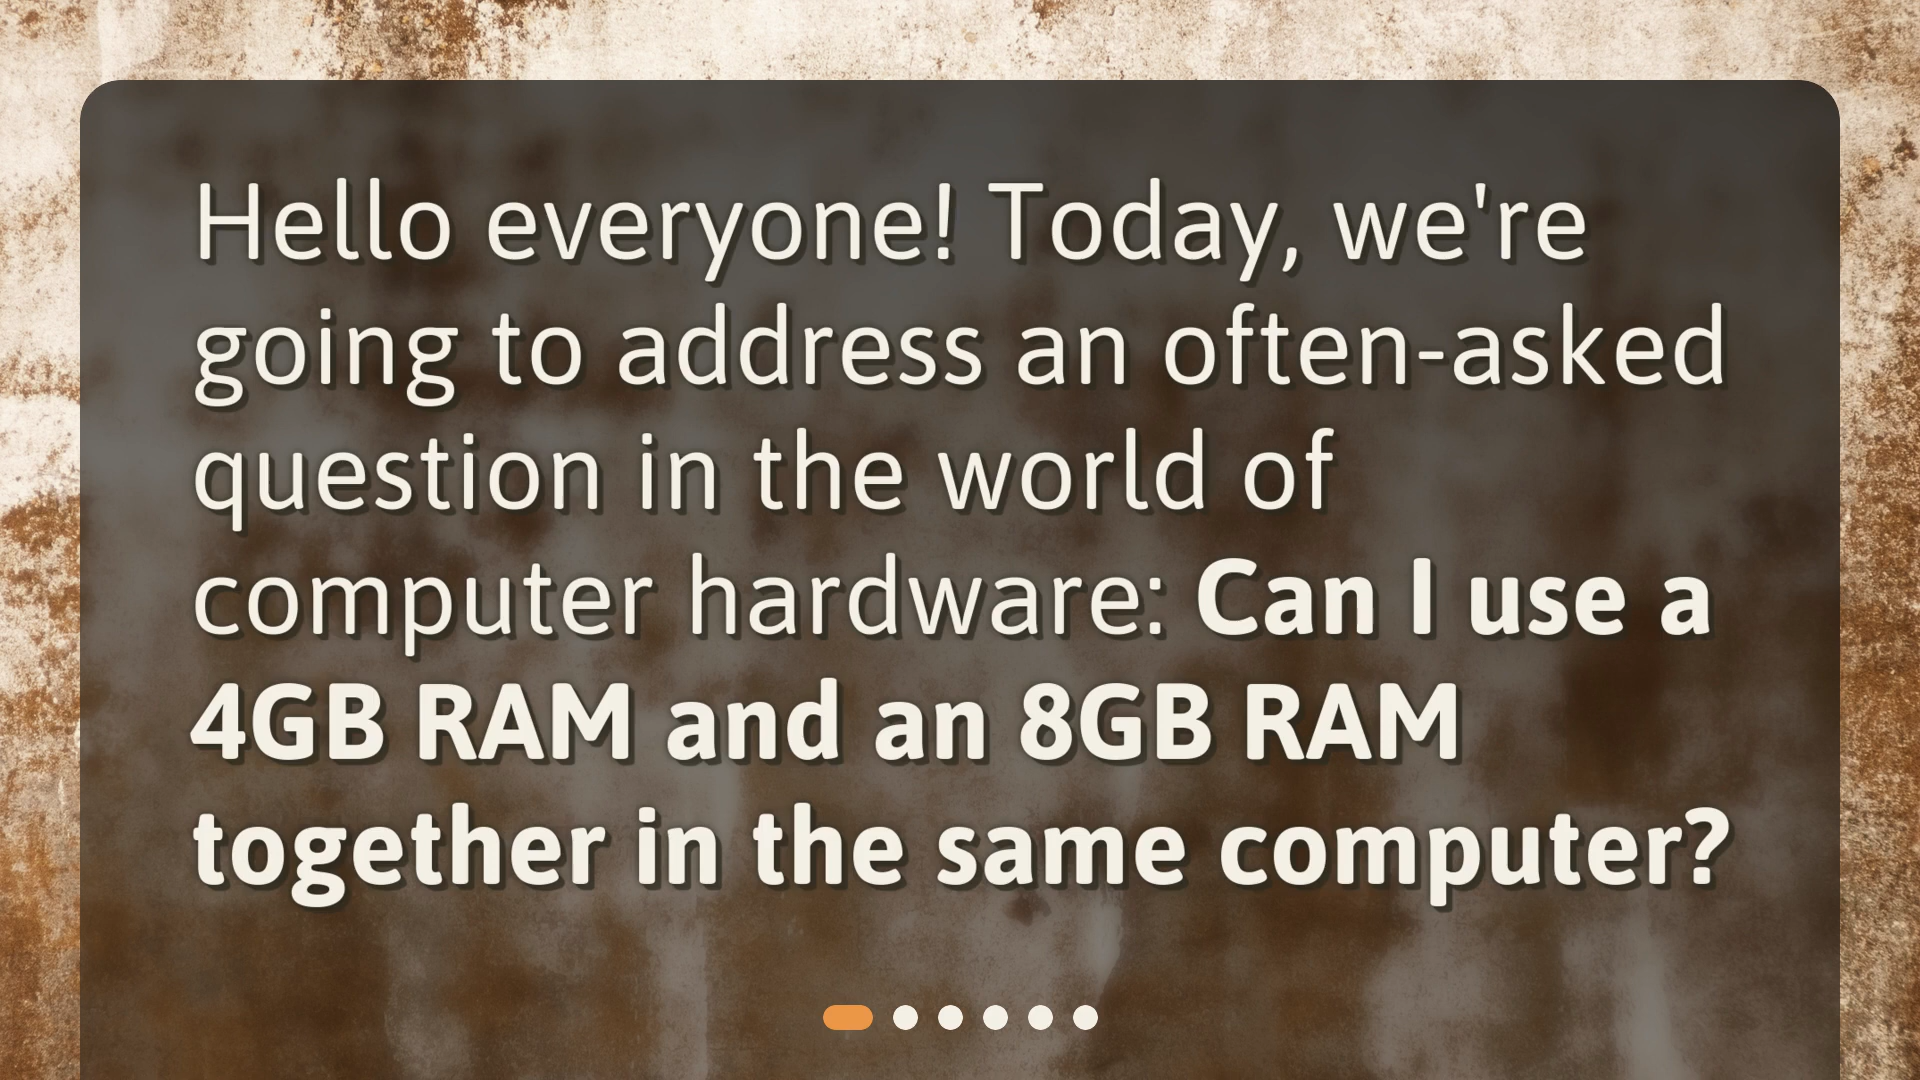 Hello everyone! Today, we're
going to address an often-asked
question in the world of
computer hardware: Can I use a
4GB RAM and an 8GB RAM
together in the same computer?